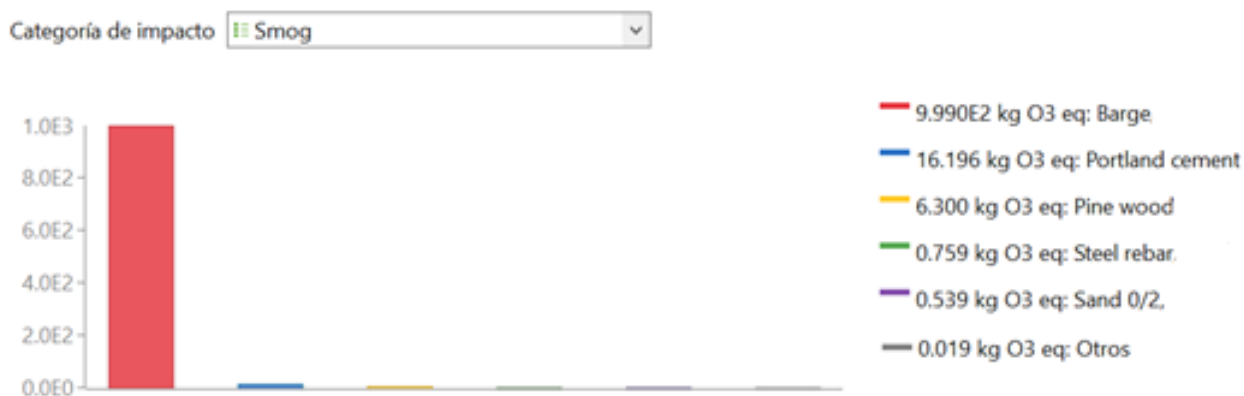 Categoría de impacto Smog
1.0E3
8.0E2
6.0E2
4.0E2
2.0E2
0.0E0
9.990E2 kg O3 eq: Barge,
16.196 kg O3 eq: Portland cement
6.300 kg O3 eq: Pine wood
0.759 kg O3 eq: Steel rebar.
0.539 kg O3 eq: Sand 0/2,
0.019 kg O3 eq: Otros